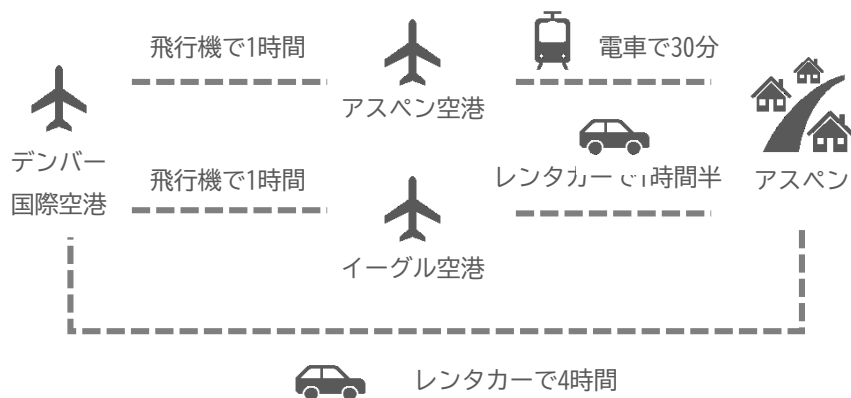 飛行機で1時間
電車で30分
アスペン空港
デンバー
国際空港
飛行機で1時間
レンタカーで1時間半
アスペン
イーグル空港
レンタカーで4時間